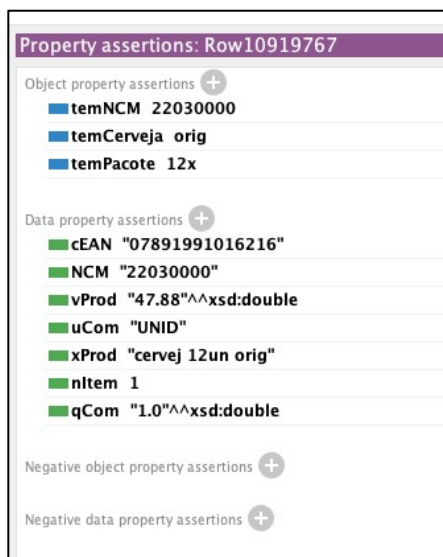 Property assertions: Row10919767
Object property assertions
temNCM 22030000
temCerveja orig
temPacote 12x
Data property assertions
cEAN "07891991016216"
NCM "22030000"
vProd "47.88"^^xsd:double
uCom "UNID"
xProd "cervej 12un orig"
nItem 1
qCom "1.0"^^xsd:double
Negative object property assertions
Negative data property assertions